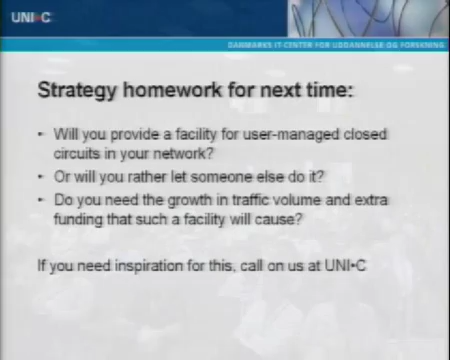 UNI•C
DANMARKS IT-CENTER FOR UDDANNELSE OG FORSKNING
Strategy homework for next time:
• Will you provide a facility for user-managed closed
circuits in your network?
• Or will you rather let someone else do it?
• Do you need the growth in traffic volume and extra
funding that such a facility will cause?
If you need inspiration for this, call on us at UNI•C